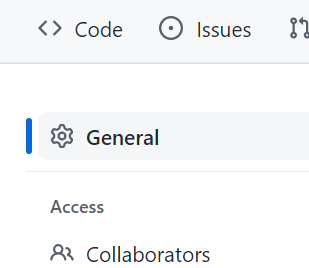 Code Issues
General
Access
Collaborators